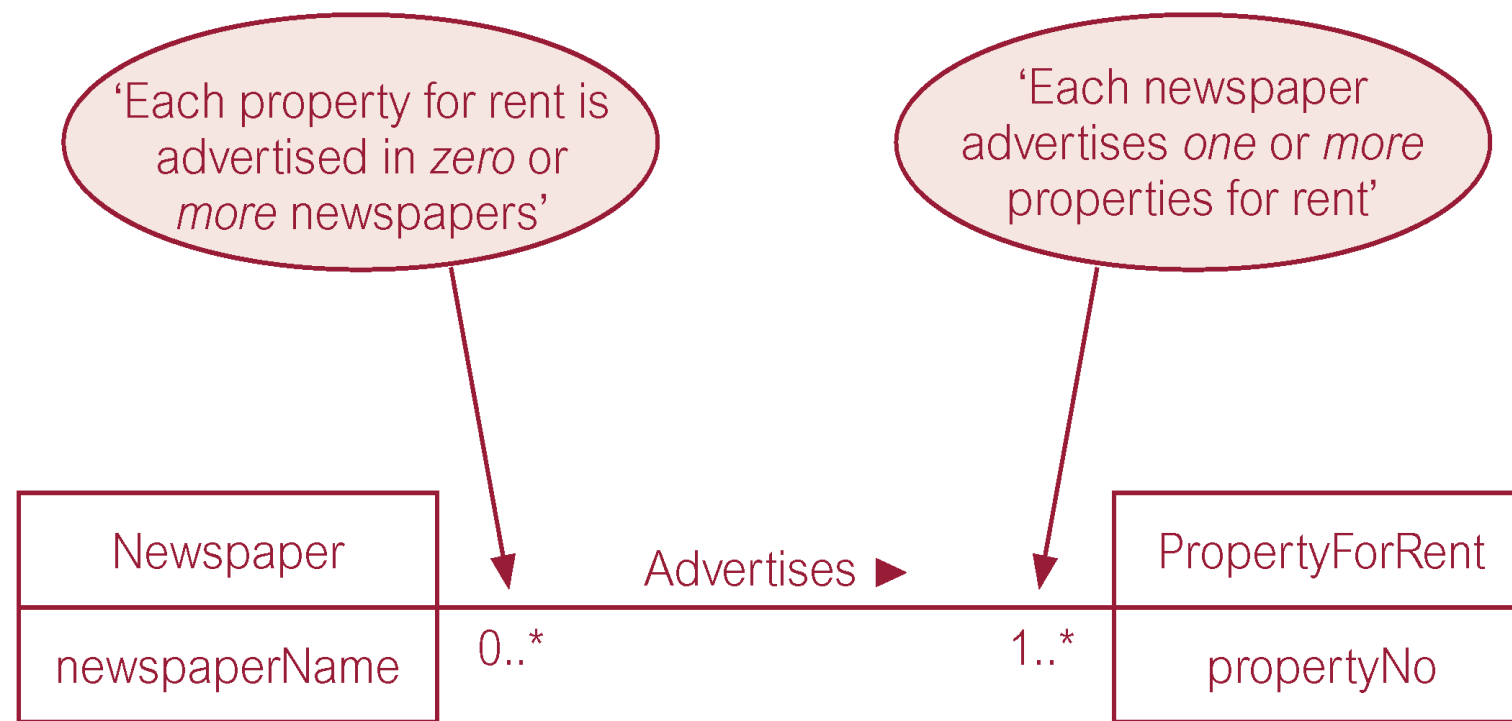 ‘Each property for rent is
advertised in zero or
more newspapers’
‘Each newspaper
advertises one or more
properties for rent’
Newspaper
newspaperName
0..*
Advertises ►
1..*
PropertyForRent
propertyNo